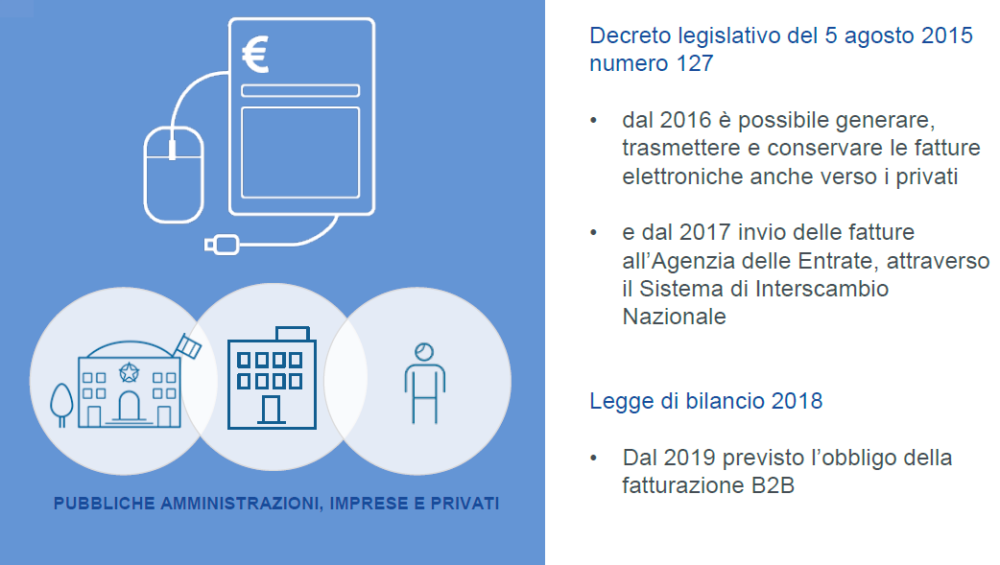 €
PUBBLICHE AMMINISTRAZIONI, IMPRESE E PRIVATI
Decreto legislativo del 5 agosto 2015
numero 127
• dal 2016 è possibile generare,
trasmettere e conservare le fatture
elettroniche anche verso i privati
• e dal 2017 invio delle fatture
all’Agenzia delle Entrate, attraverso
il Sistema di Interscambio
Nazionale
Legge di bilancio 2018
• Dal 2019 previsto l’obbligo della
fatturazione B2B